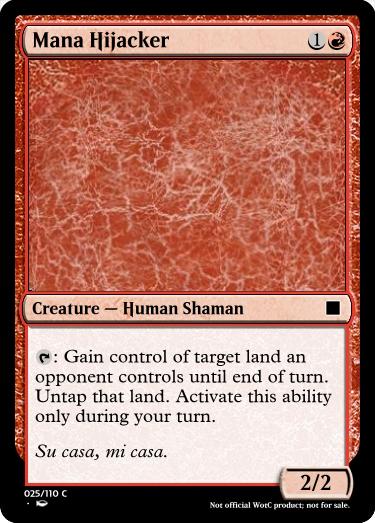 Mana Hijacker 1
Creature — Human Shaman
: Gain control of target land an
opponent controls until end of turn.
Untap that land. Activate this ability
only during your turn.
Su casa, mi casa.
2/2
025/110 C
Not official WotC product; not for sale.